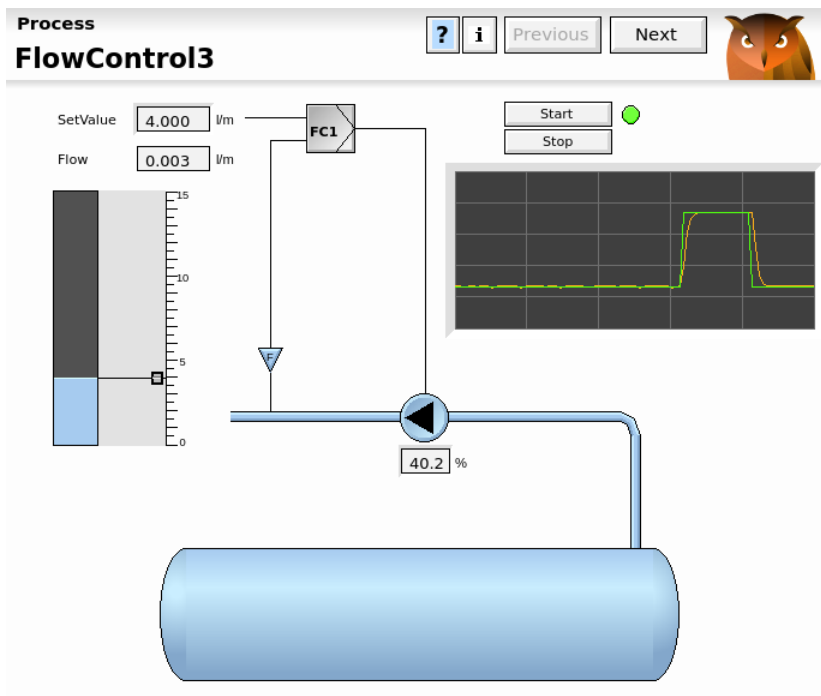 Process
FlowControl3
? i Previous Next
SetValue 4.000 l/m
Flow 0.003 l/m
FC1
Start
Stop
15
10
5
0
F
40.2 %